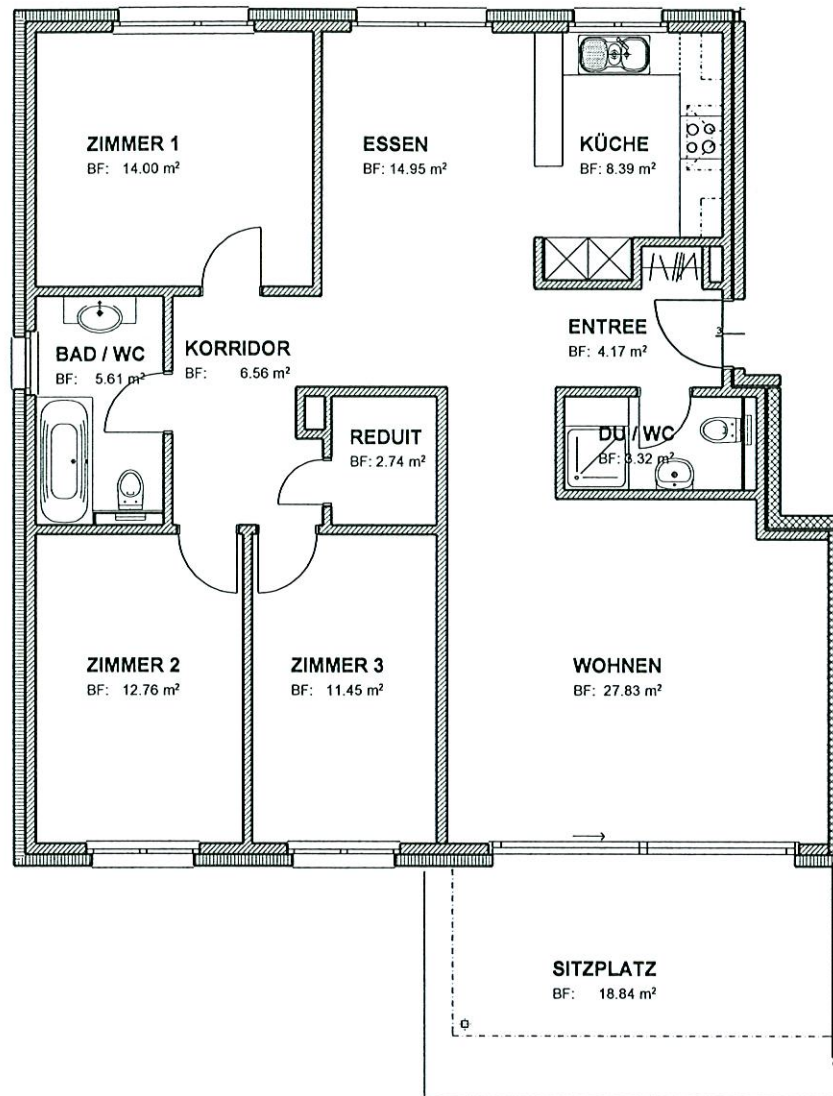 ZIMMER 1
BF: 14.00 m²
ESSEN
BF: 14.95 m²
KÜCHE
BF: 8.39 m²
BAD / WC
BF: 5.61 m²
KORRIDOR
BF: 6.56 m²
ENTREE
BF: 4.17 m²
3
REDUIT
BF: 2.74 m²
DU / WC
BF: 3.32 m²
ZIMMER 2
BF: 12.76 m²
ZIMMER 3
BF: 11.45 m²
WOHNEN
BF: 27.83 m²
SITZPLATZ
BF: 18.84 m²